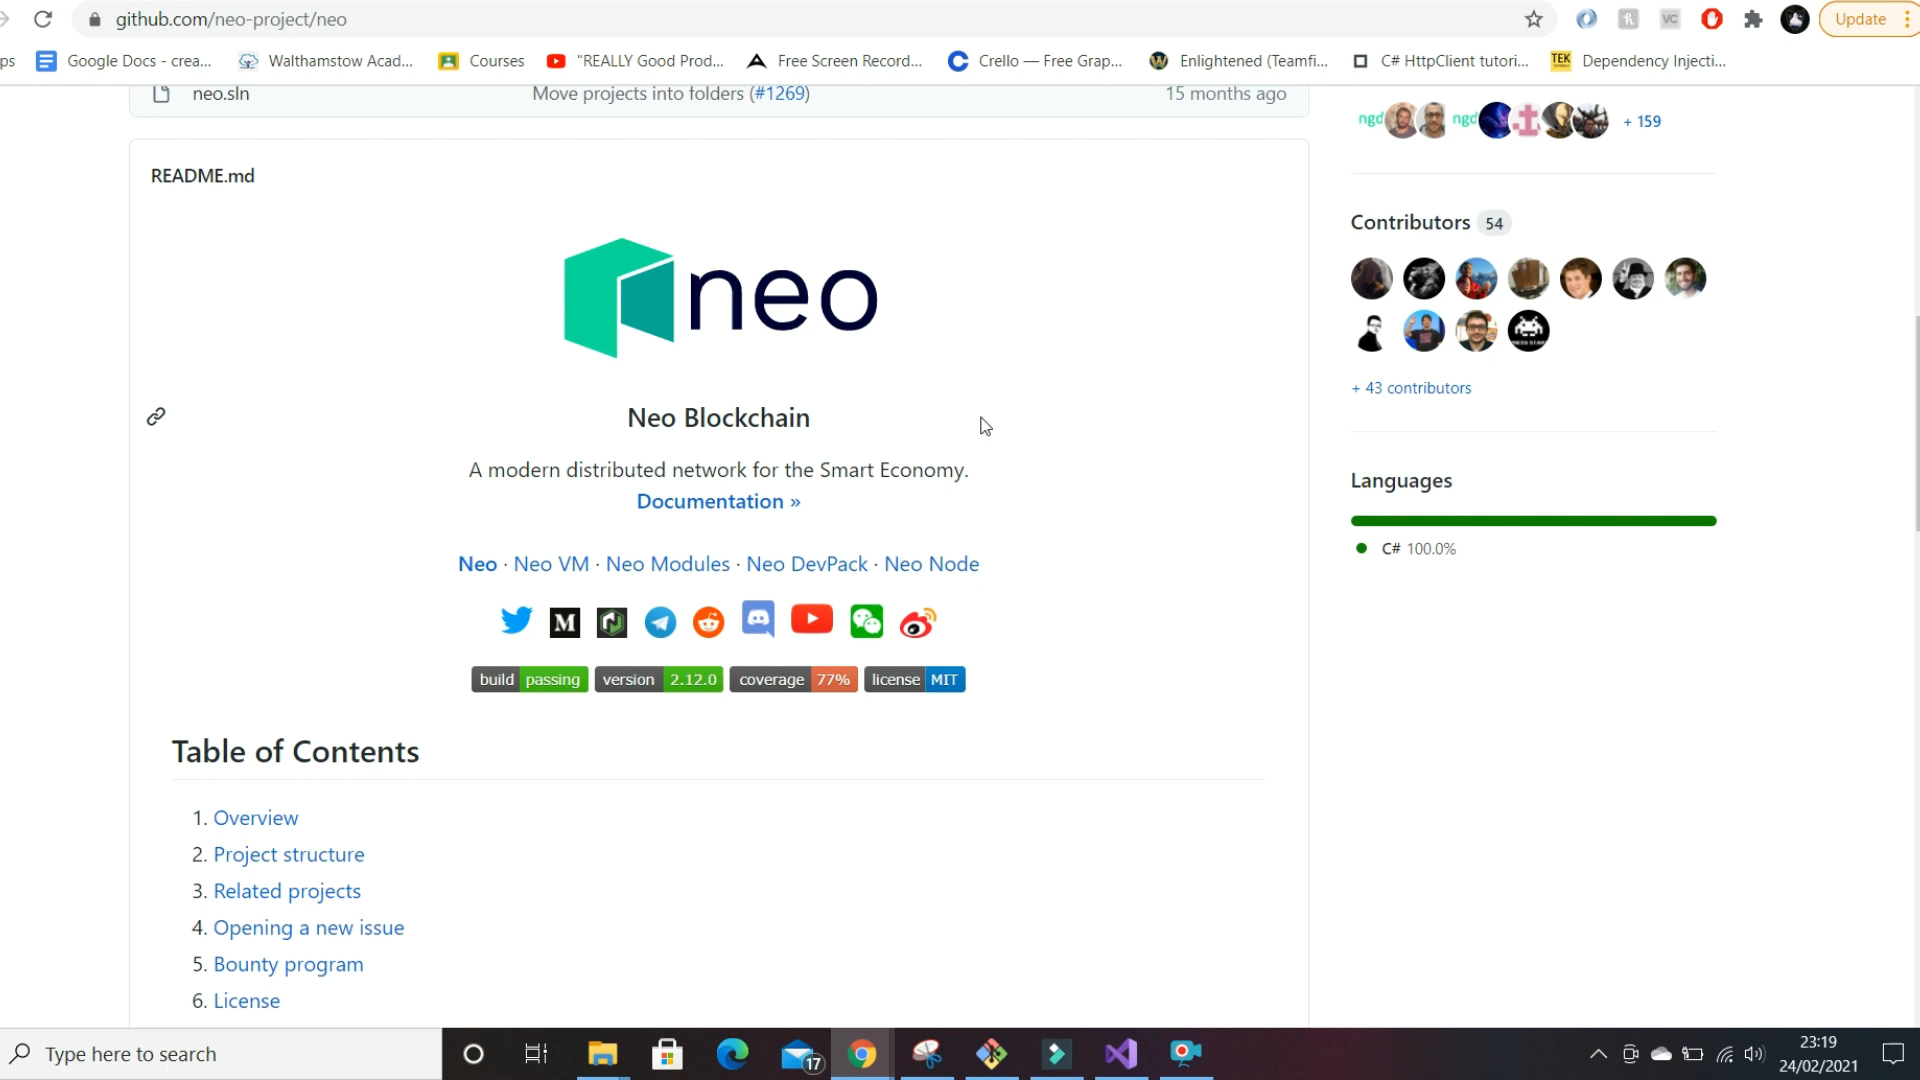 github.com/neo-project/neo
Update
ps
Google Docs - crea...
Walthamstow Acad...
Courses
"REALLY Good Prod...
Free Screen Record...
Crello — Free Grap...
Enlightened (Teamfi...
C# HttpClient tutori...
TEK
Dependency Injecti...
neo.sln
Move projects into folders (#1269)
15 months ago
ngd
ngd
+ 159
README.md
neo
Neo Blockchain
A modern distributed network for the Smart Economy.
Documentation »
Neo · Neo VM · Neo Modules · Neo DevPack · Neo Node
build passing
version 2.12.0
coverage 77%
license MIT
Table of Contents
1. Overview
2. Project structure
3. Related projects
4. Opening a new issue
5. Bounty program
6. License
Contributors 54
+ 43 contributors
Languages
C# 100.0%
Type here to search
17
23:19
24/02/2021